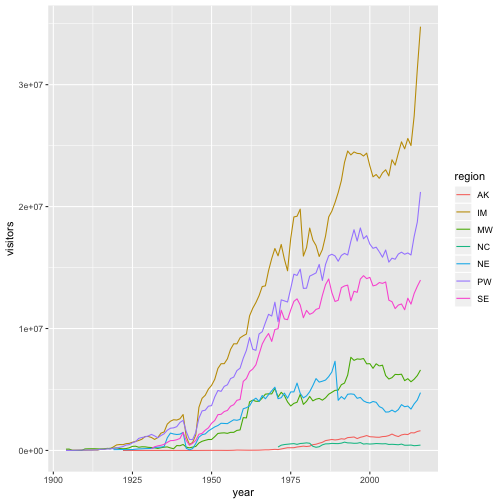 visitors
3e+07
2e+07
1e+07
0e+00
1900
1925
1950
1975
2000
year
region
AK
IM
MW
NC
NE
PW
SE